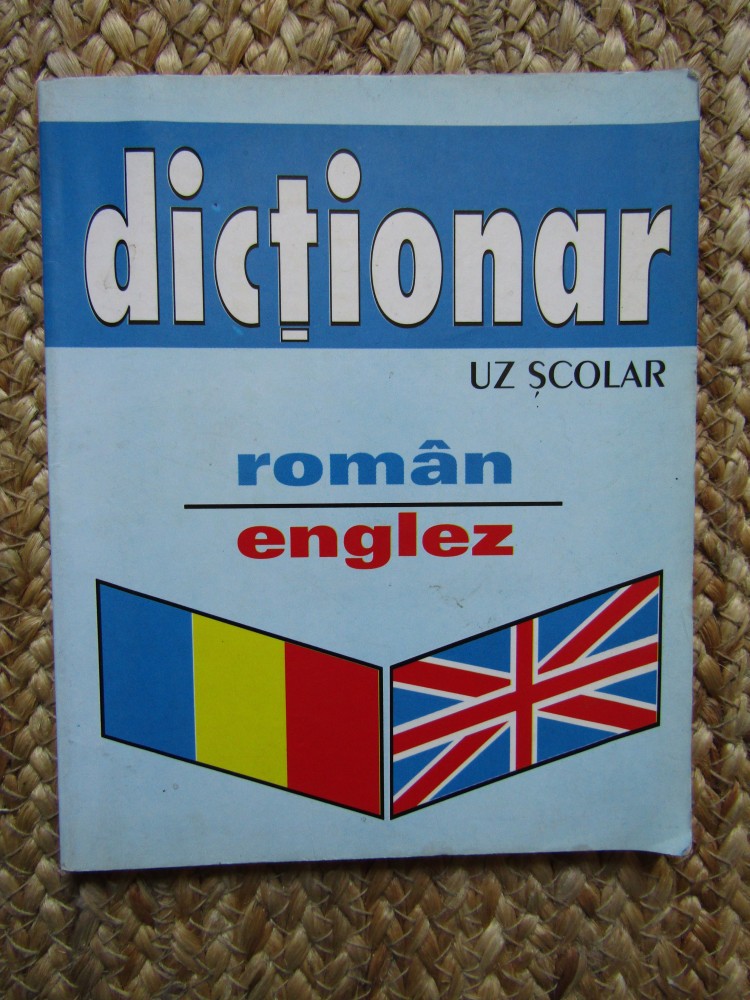 dicționar
UZ ȘCOLAR
român
englez